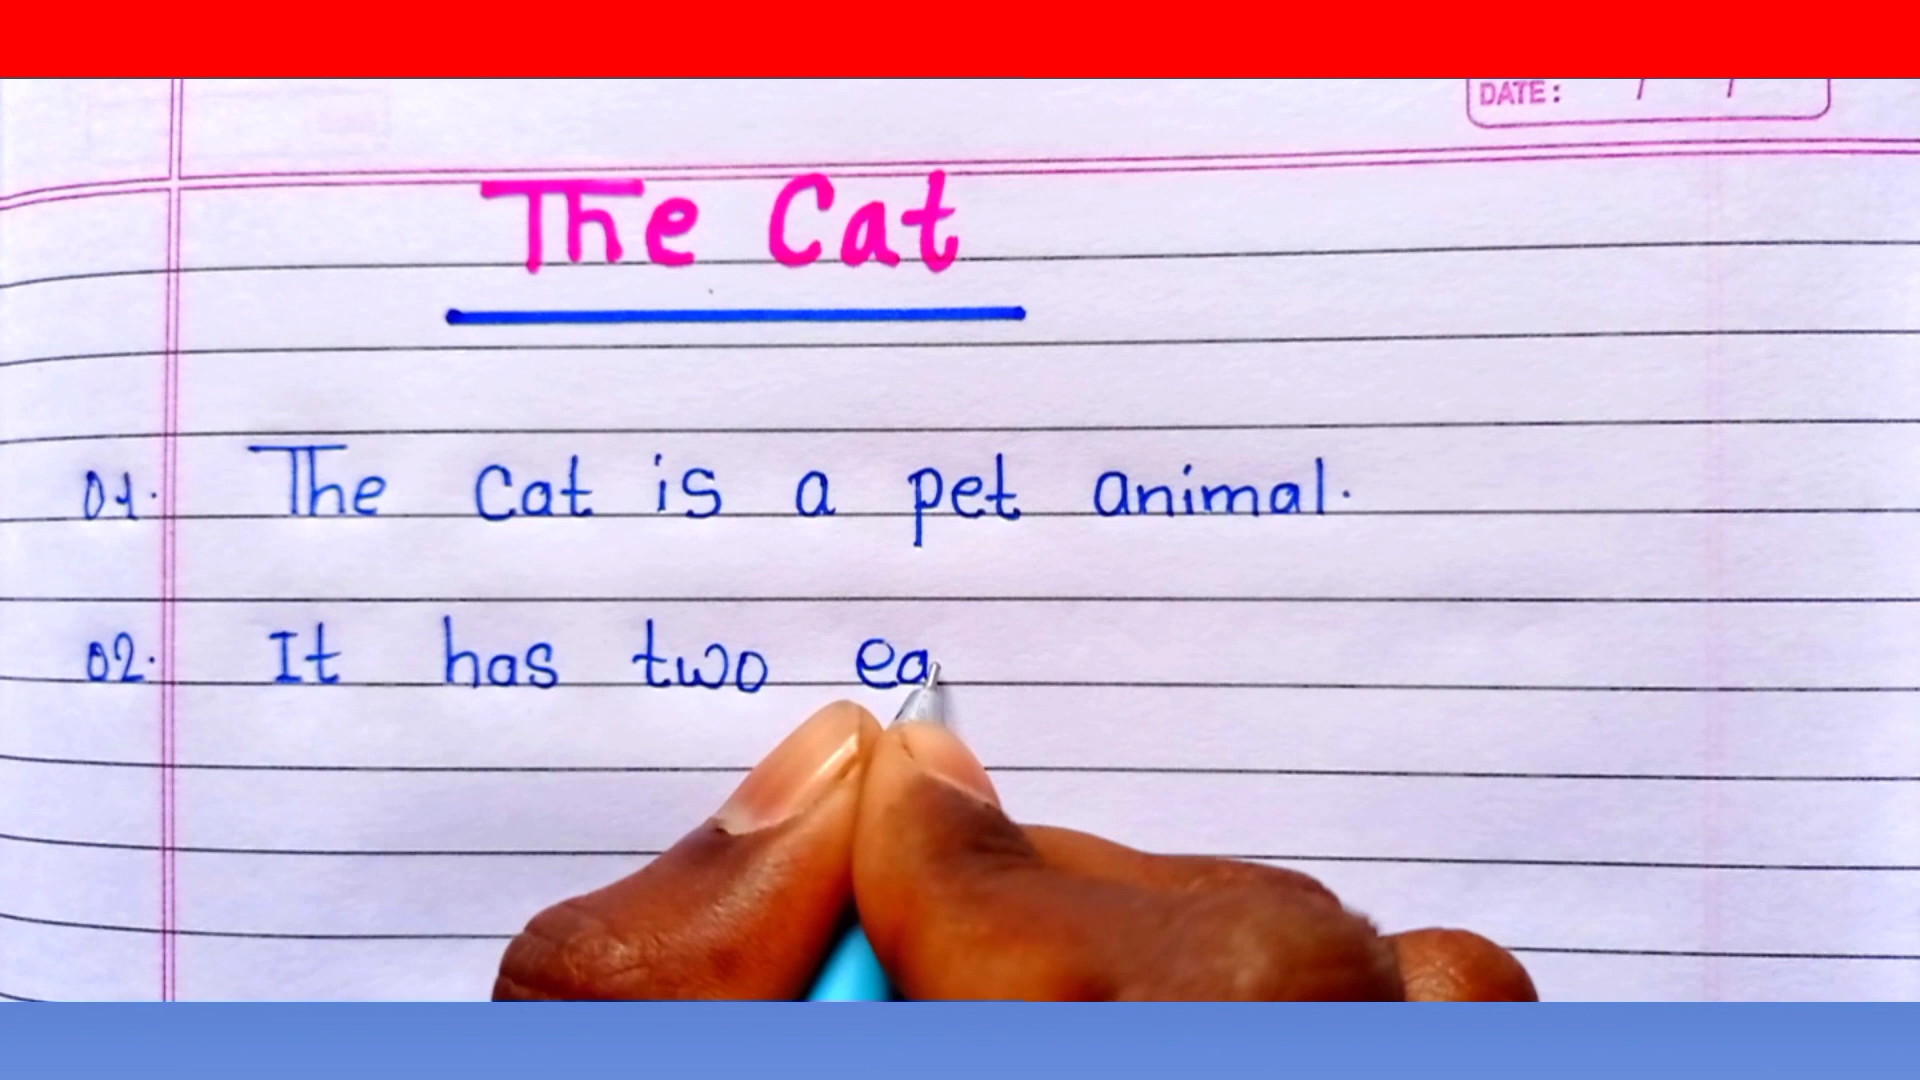 DATE: / /
The Cat
01. The Cat is a pet animal.
02. It has two ea